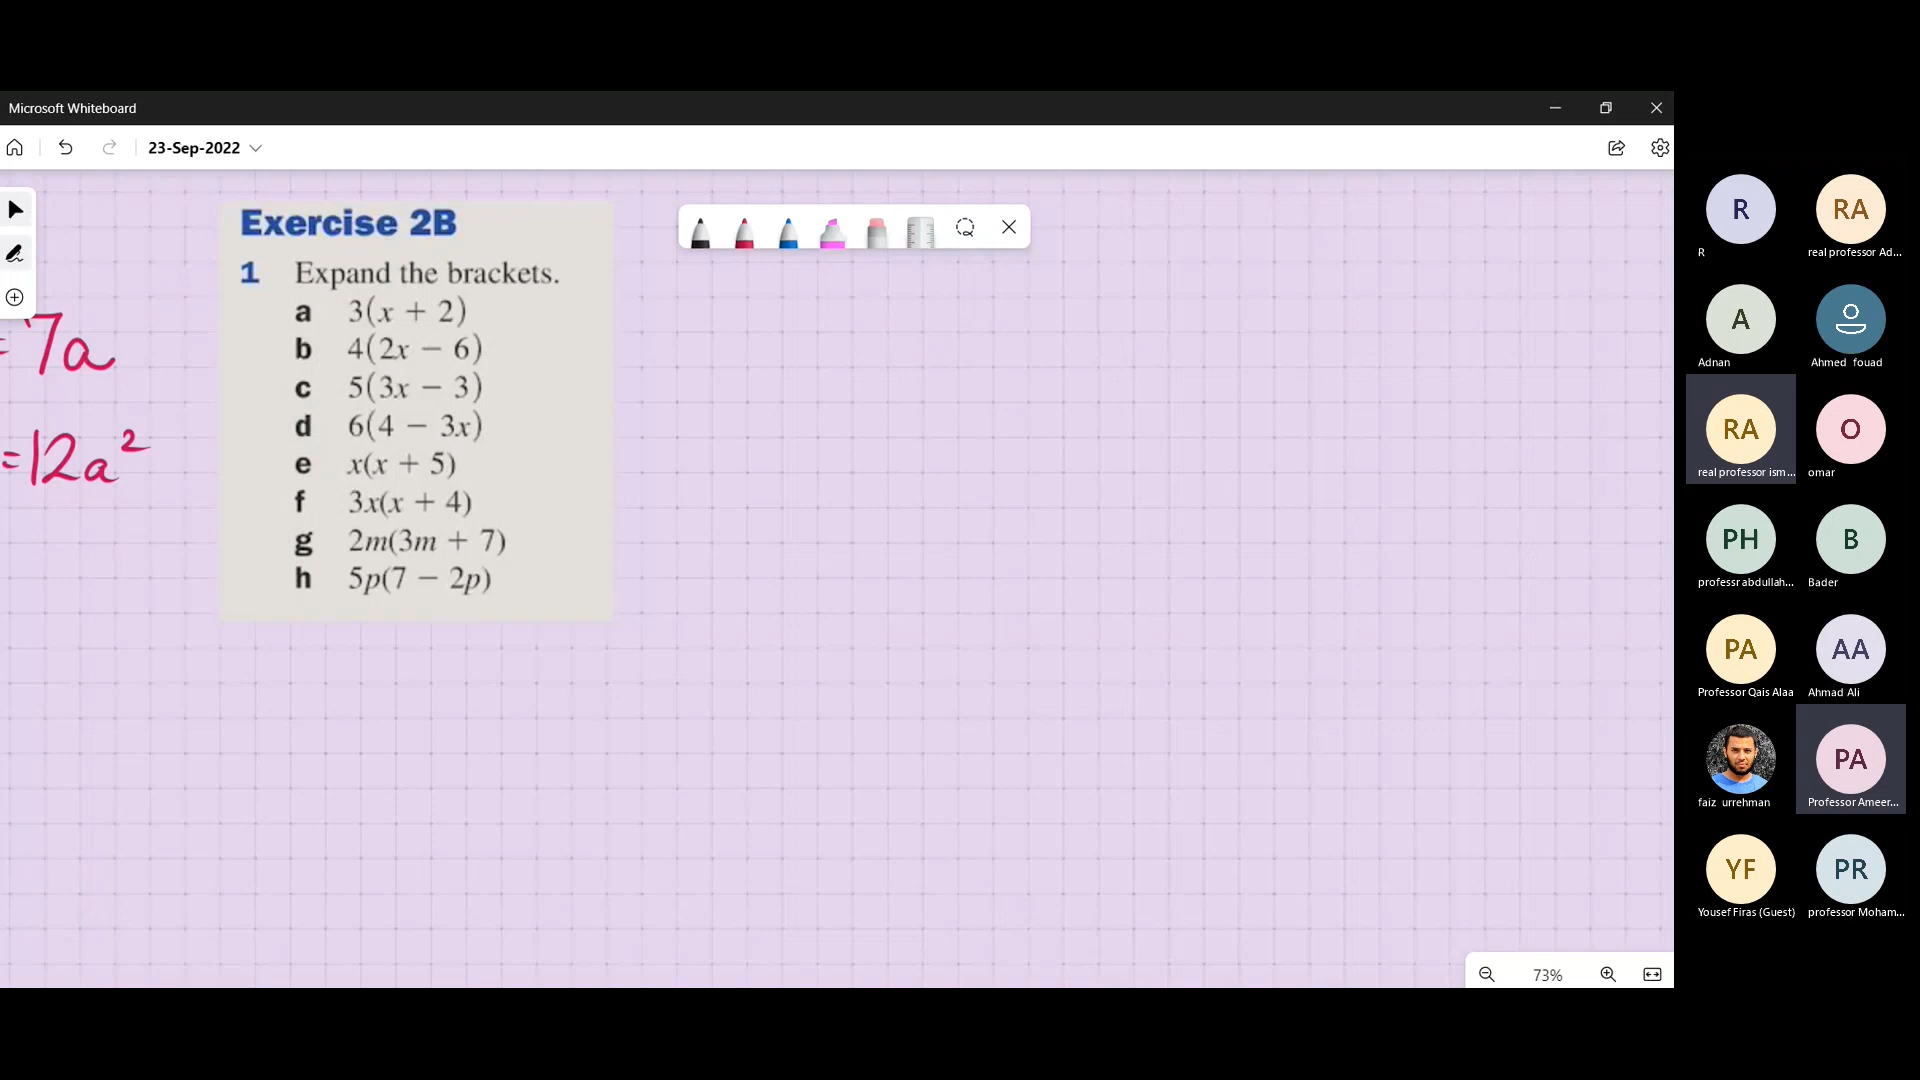 Microsoft Whiteboard
23-Sep-2022
Exercise 2B
1 Expand the brackets.
a 3(x + 2)
b 4(2x − 6)
c 5(3x − 3)
d 6(4 − 3x)
e x(x + 5)
f 3x(x + 4)
g 2m(3m + 7)
h 5p(7 − 2p)
= 7a
=12a²
73%
R
R
RA
real professor Ad...
A
Adnan
Ahmed fouad
RA
real professor ism...
O
omar
PH
professr abdullah...
B
Bader
PA
Professor Qais Alaa
AA
Ahmad Ali
faiz urrehman
PA
Professor Ameer...
YF
Yousef Firas (Guest)
PR
professor Moham...